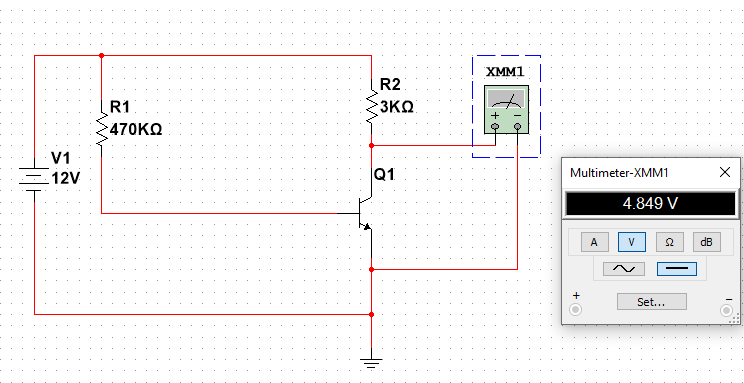 XMM1
R2
3KΩ
R1
470KΩ
V1
12V
Q1
+ −
Multimeter-XMM1
4.849 V
A V Ω dB
+ −
Set...